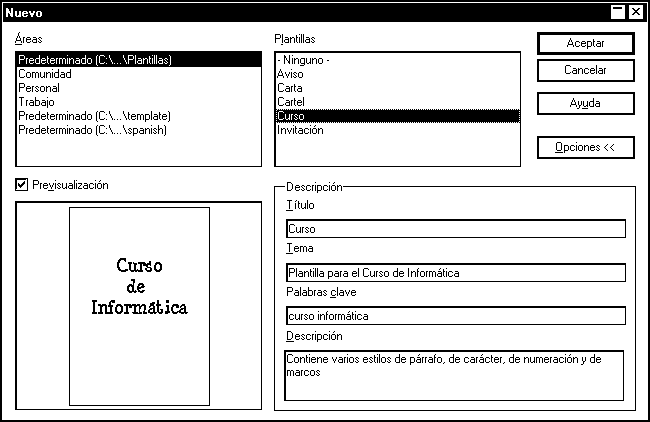 Nuevo
Áreas
Predeterminado (C:\...\Plantillas)
Comunidad
Personal
Trabajo
Predeterminado (C:\...\template)
Predeterminado (C:\...\spanish)
Plantillas
- Ninguno -
Aviso
Carta
Cartel
Curso
Invitación
Aceptar
Cancelar
Ayuda
Opciones <<
Previsualización
Curso
de
Informática
Descripción
Título
Curso
Tema
Plantilla para el Curso de Informática
Palabras clave
curso informática
Descripción
Contiene varios estilos de párrafo, de carácter, de numeración y de
marcos